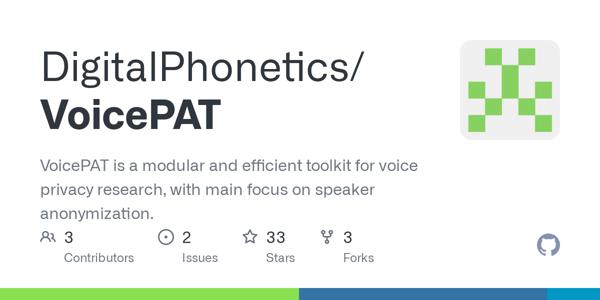 DigitalPhonetics/
VoicePAT
VoicePAT is a modular and efficient toolkit for voice
privacy research, with main focus on speaker
anonymization.
3 2 33 3
Contributors Issues Stars Forks